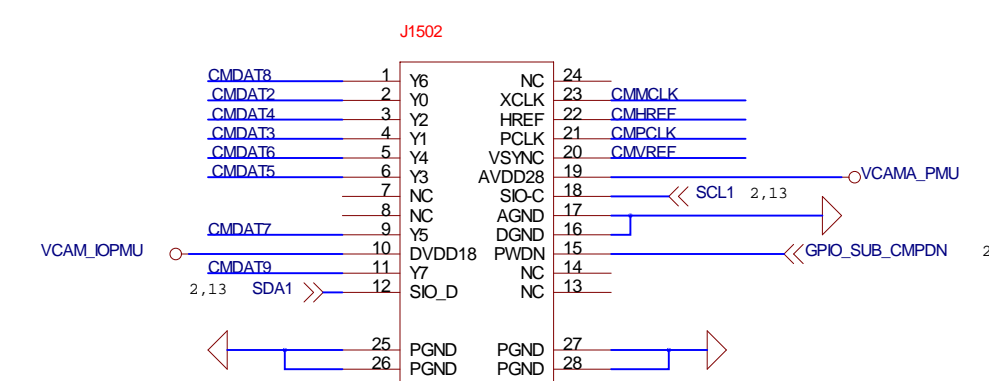 J1502
CMDAT8 1 Y6 NC 24
CMDAT2 2 Y0 XCLK 23 CMMCLK
CMDAT4 3 Y2 HREF 22 CMHREF
CMDAT3 4 Y1 PCLK 21 CMPCLK
CMDAT6 5 Y4 VSYNC 20 CMVREF
CMDAT5 6 Y3 AVDD28 19 VCAMA_PMU
7 NC SIO-C 18 SCL1 2,13
8 NC AGND 17
CMDAT7 9 Y5 DGND 16
VCAM_IOPMU 10 DVDD18 PWDN 15 GPIO_SUB_CMPDN 2
CMDAT9 11 Y7 NC 14
2,13 SDA1 12 SIO_D NC 13
25 PGND PGND 27
26 PGND PGND 28